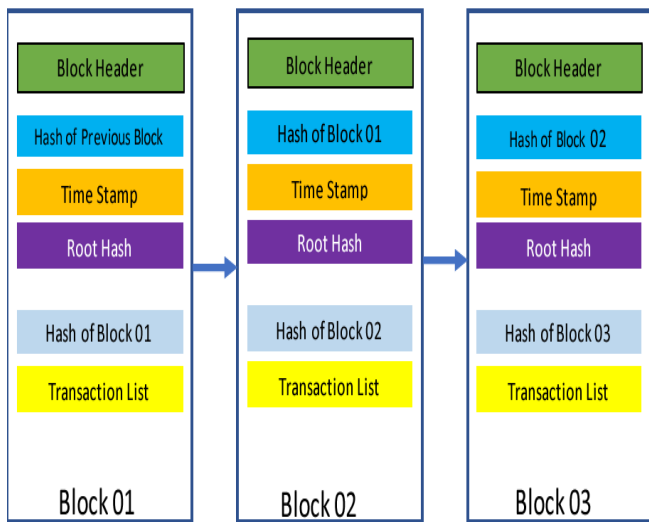 Block Header
Hash of Previous Block
Time Stamp
Root Hash
Hash of Block 01
Transaction List
Block 01
Block Header
Hash of Block 01
Time Stamp
Root Hash
Hash of Block 02
Transaction List
Block 02
Block Header
Hash of Block 02
Time Stamp
Root Hash
Hash of Block 03
Transaction List
Block 03